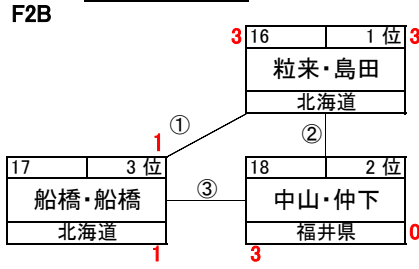 F2B
3 16 1 位 3
粒来・島田
北海道
①
1
②
17 3 位
18 2 位
船橋・船橋
③
中山・仲下
北海道
福井県 0
1
3